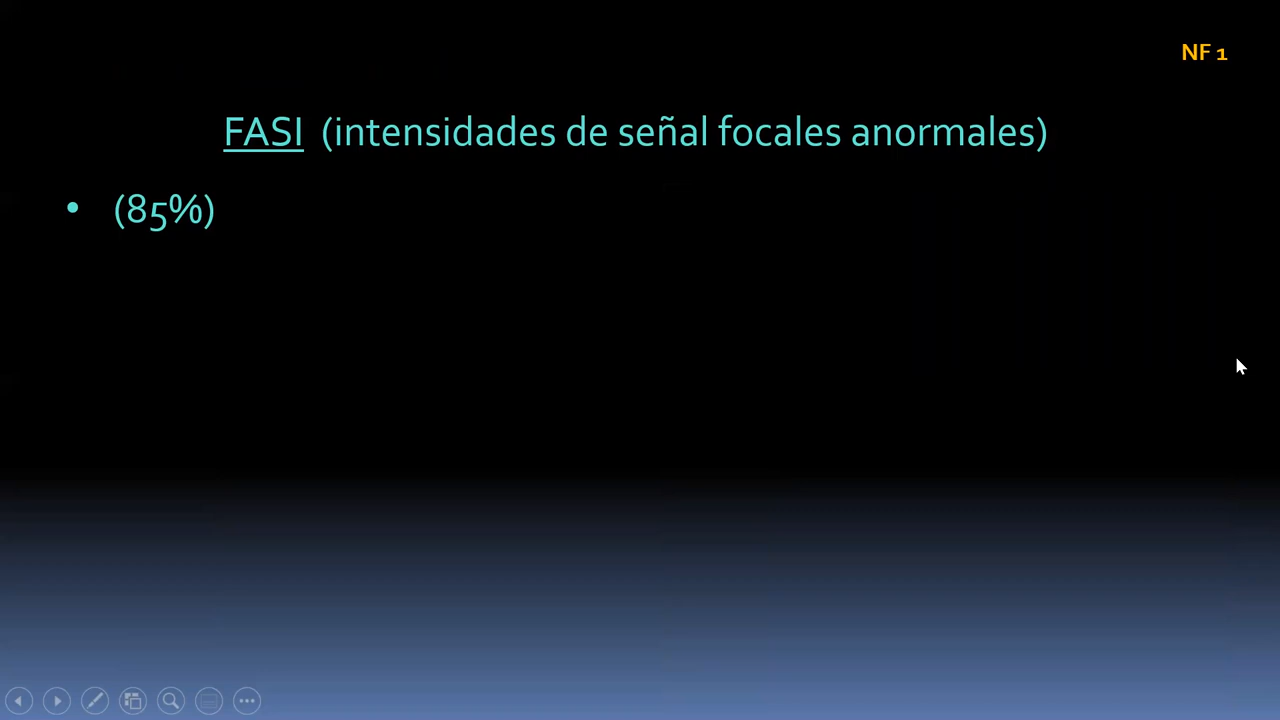 NF 1
FASI (intensidades de señal focales anormales)
• (85%)